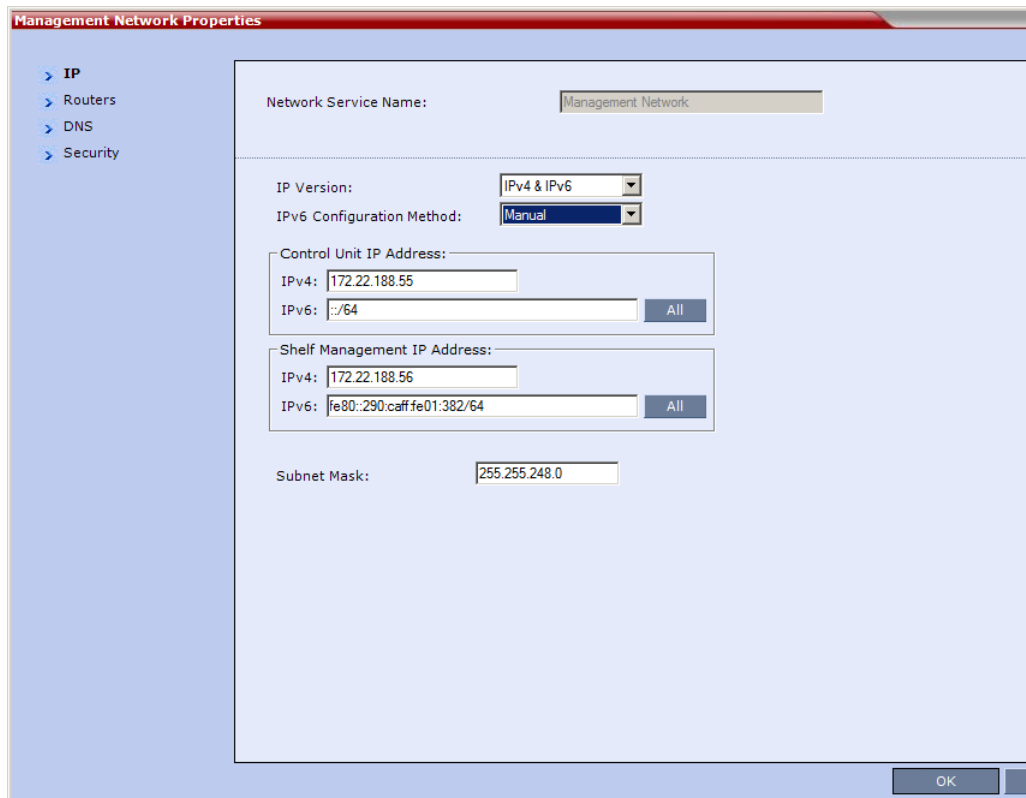 Management Network Properties
IP
Routers
DNS
Security
Network Service Name: Management Network
IP Version: IPv4 & IPv6
IPv6 Configuration Method: Manual
Control Unit IP Address:
IPv4: 172.22.188.55
IPv6: ::/64 All
Shelf Management IP Address:
IPv4: 172.22.188.56
IPv6: fe80::290:caff:fe01:382/64 All
Subnet Mask: 255.255.248.0
OK